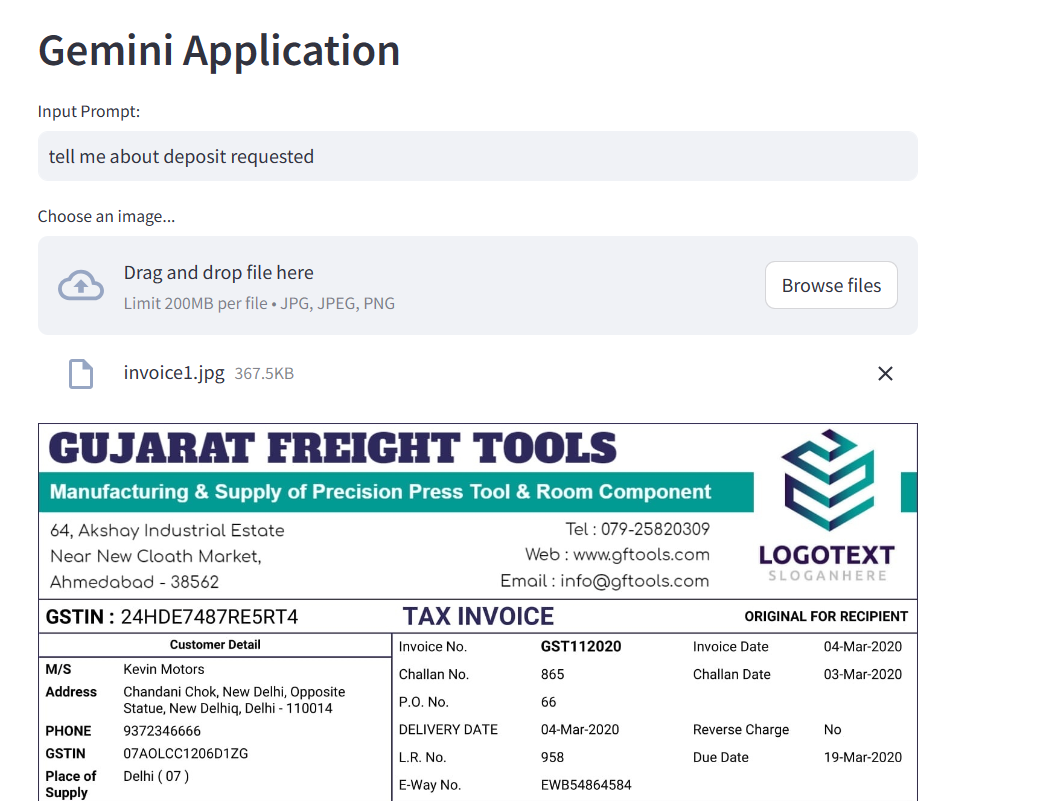 Gemini Application
Input Prompt:
tell me about deposit requested
Choose an image...
Drag and drop file here
Limit 200MB per file • JPG, JPEG, PNG
Browse files
invoice1.jpg 367.5KB
GUJARAT FREIGHT TOOLS
Manufacturing & Supply of Precision Press Tool & Room Component
64, Akshay Industrial Estate
Near New Cloath Market,
Ahmedabad - 38562
Tel : 079-25820309
Web : www.gftools.com
Email : info@gftools.com
LOGOTEXT
SLOGANHERE
GSTIN : 24HDE7487RE5RT4
TAX INVOICE
ORIGINAL FOR RECIPIENT
Customer Detail
M/S Kevin Motors
Address Chandani Chok, New Delhi, Opposite
Statue, New Delhiq, Delhi - 110014
PHONE 9372346666
GSTIN 07AOLCC1206D1ZG
Place of Delhi ( 07 )
Supply
Invoice No. GST112020 Invoice Date 04-Mar-2020
Challan No. 865 Challan Date 03-Mar-2020
P.O. No. 66
DELIVERY DATE 04-Mar-2020 Reverse Charge No
L.R. No. 958 Due Date 19-Mar-2020
E-Way No. EWB54864584